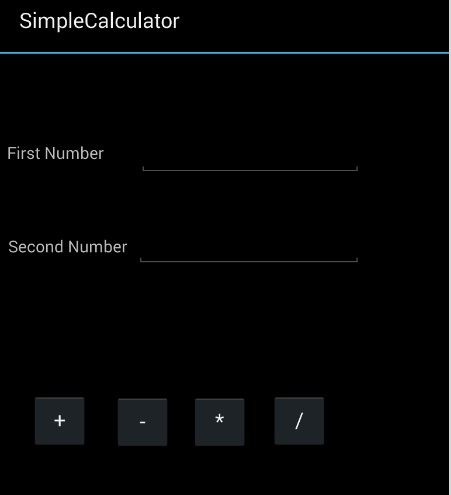 SimpleCalculator
First Number
Second Number
+ - * /